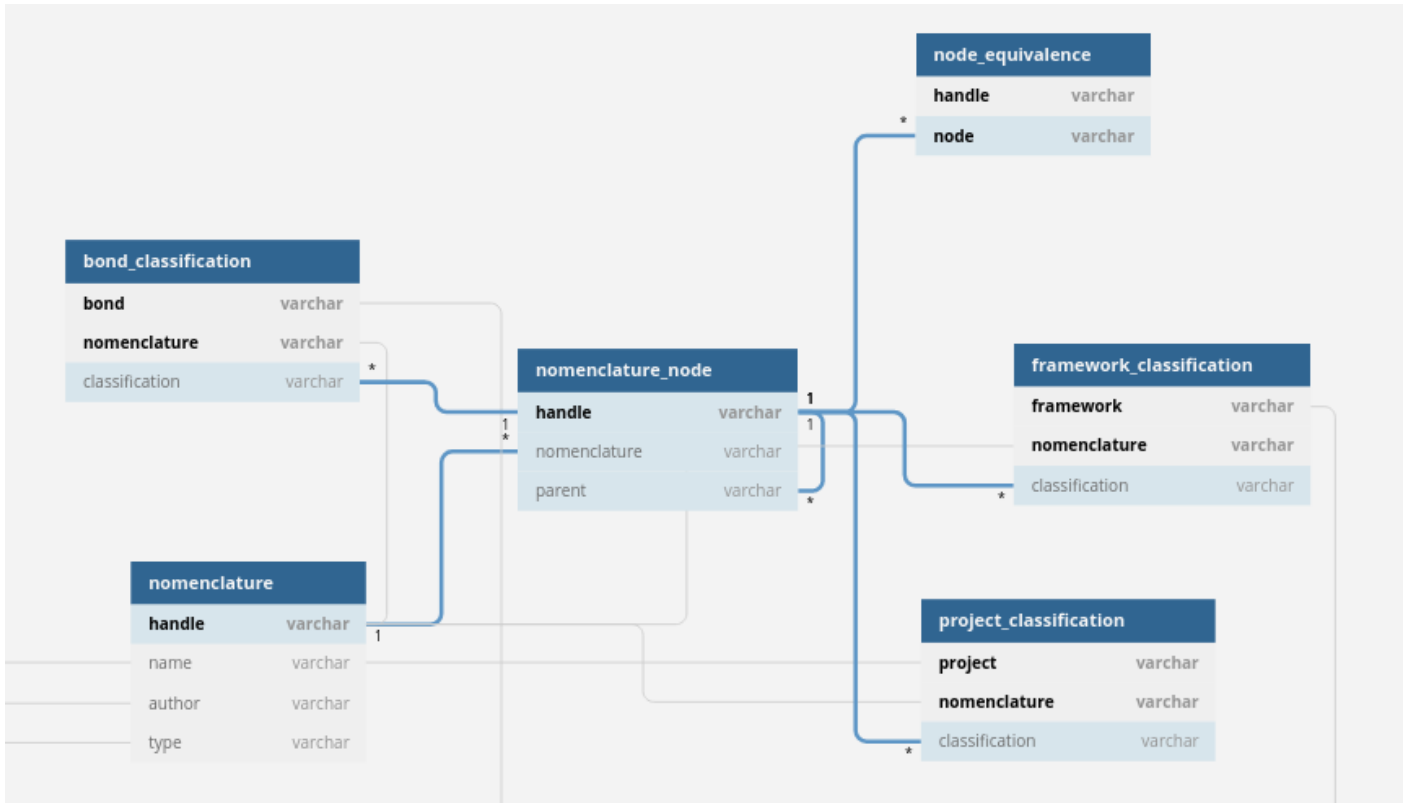 node_equivalence
handle varchar
* node varchar
bond_classification
bond varchar
nomenclature varchar
classification varchar *
nomenclature_node
handle varchar 1
1
1
*
nomenclature varchar
parent varchar
*
framework_classification
framework varchar
nomenclature varchar
classification varchar
*
nomenclature
handle varchar
1
name varchar
author varchar
type varchar
project_classification
project varchar
nomenclature varchar
classification varchar
*